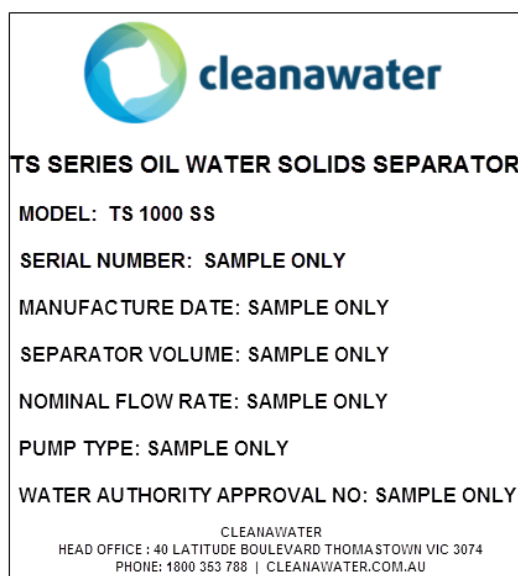 cleanawater
TS SERIES OIL WATER SOLIDS SEPARATOR
MODEL: TS 1000 SS
SERIAL NUMBER: SAMPLE ONLY
MANUFACTURE DATE: SAMPLE ONLY
SEPARATOR VOLUME: SAMPLE ONLY
NOMINAL FLOW RATE: SAMPLE ONLY
PUMP TYPE: SAMPLE ONLY
WATER AUTHORITY APPROVAL NO: SAMPLE ONLY
CLEANAWATER
HEAD OFFICE : 40 LATITUDE BOULEVARD THOMASTOWN VIC 3074
PHONE: 1800 353 788 | CLEANAWATER.COM.AU